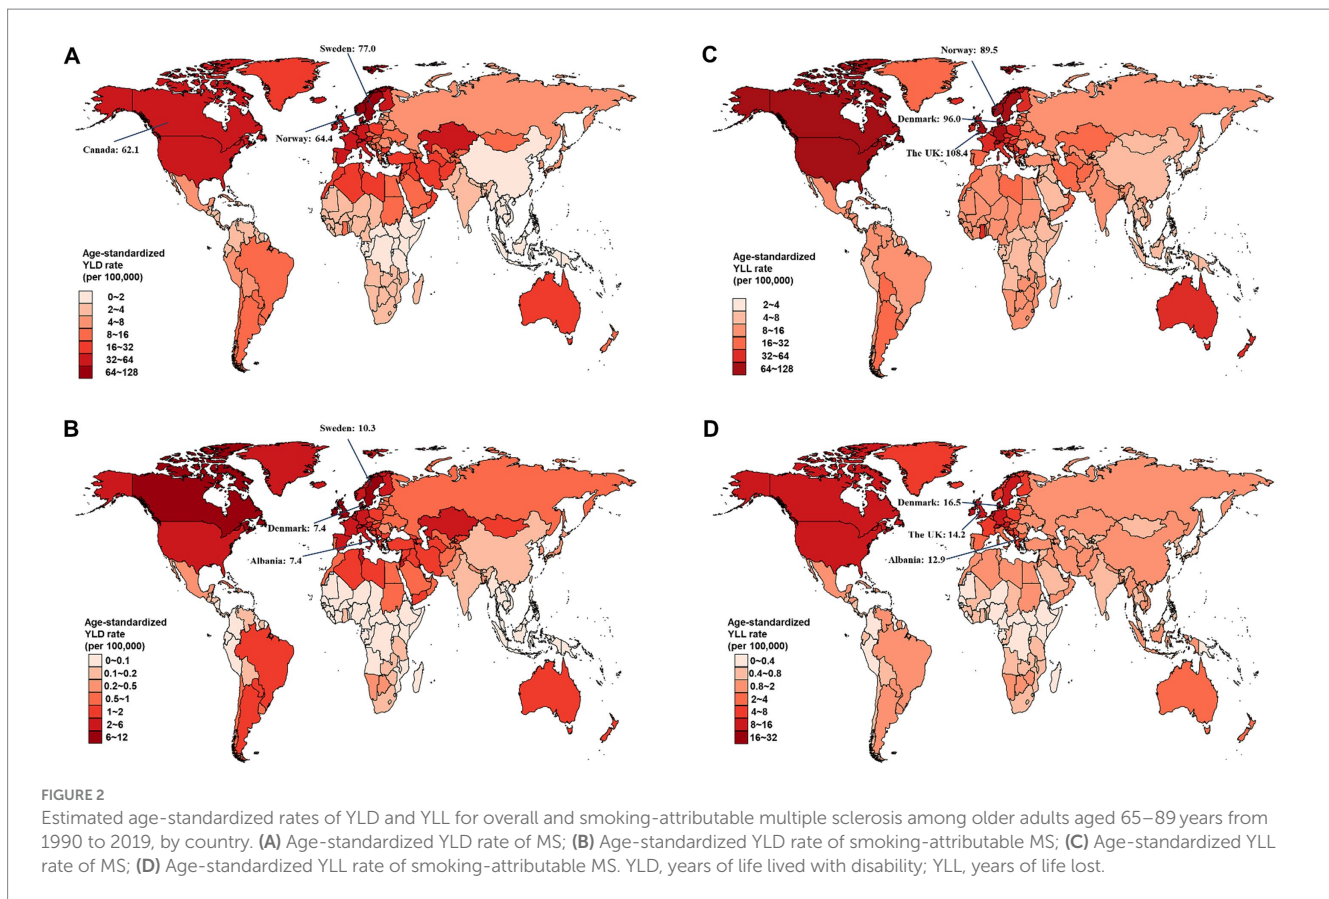 A
Sweden: 77.0
Norway: 64.4
Canada: 62.1
Age-standardized
YLD rate
(per 100,000)
0~2
2~4
4~8
8~16
16~32
32~64
64~128
C
Norway: 89.5
Denmark: 96.0
The UK: 108.4
Age-standardized
YLL rate
(per 100,000)
2~4
4~8
8~16
16~32
32~64
64~128
B
Sweden: 10.3
Denmark: 7.4
Albania: 7.4
Age-standardized
YLD rate
(per 100,000)
0~0.1
0.1~0.2
0.2~0.5
0.5~1
1~2
2~6
6~12
D
Denmark: 16.5
The UK: 14.2
Albania: 12.9
Age-standardized
YLL rate
(per 100,000)
0~0.4
0.4~0.8
0.8~2
2~4
4~8
8~16
16~32
FIGURE 2
Estimated age-standardized rates of YLD and YLL for overall and smoking-attributable multiple sclerosis among older adults aged 65–89 years from
1990 to 2019, by country. (A) Age-standardized YLD rate of MS; (B) Age-standardized YLD rate of smoking-attributable MS; (C) Age-standardized YLL
rate of MS; (D) Age-standardized YLL rate of smoking-attributable MS. YLD, years of life lived with disability; YLL, years of life lost.